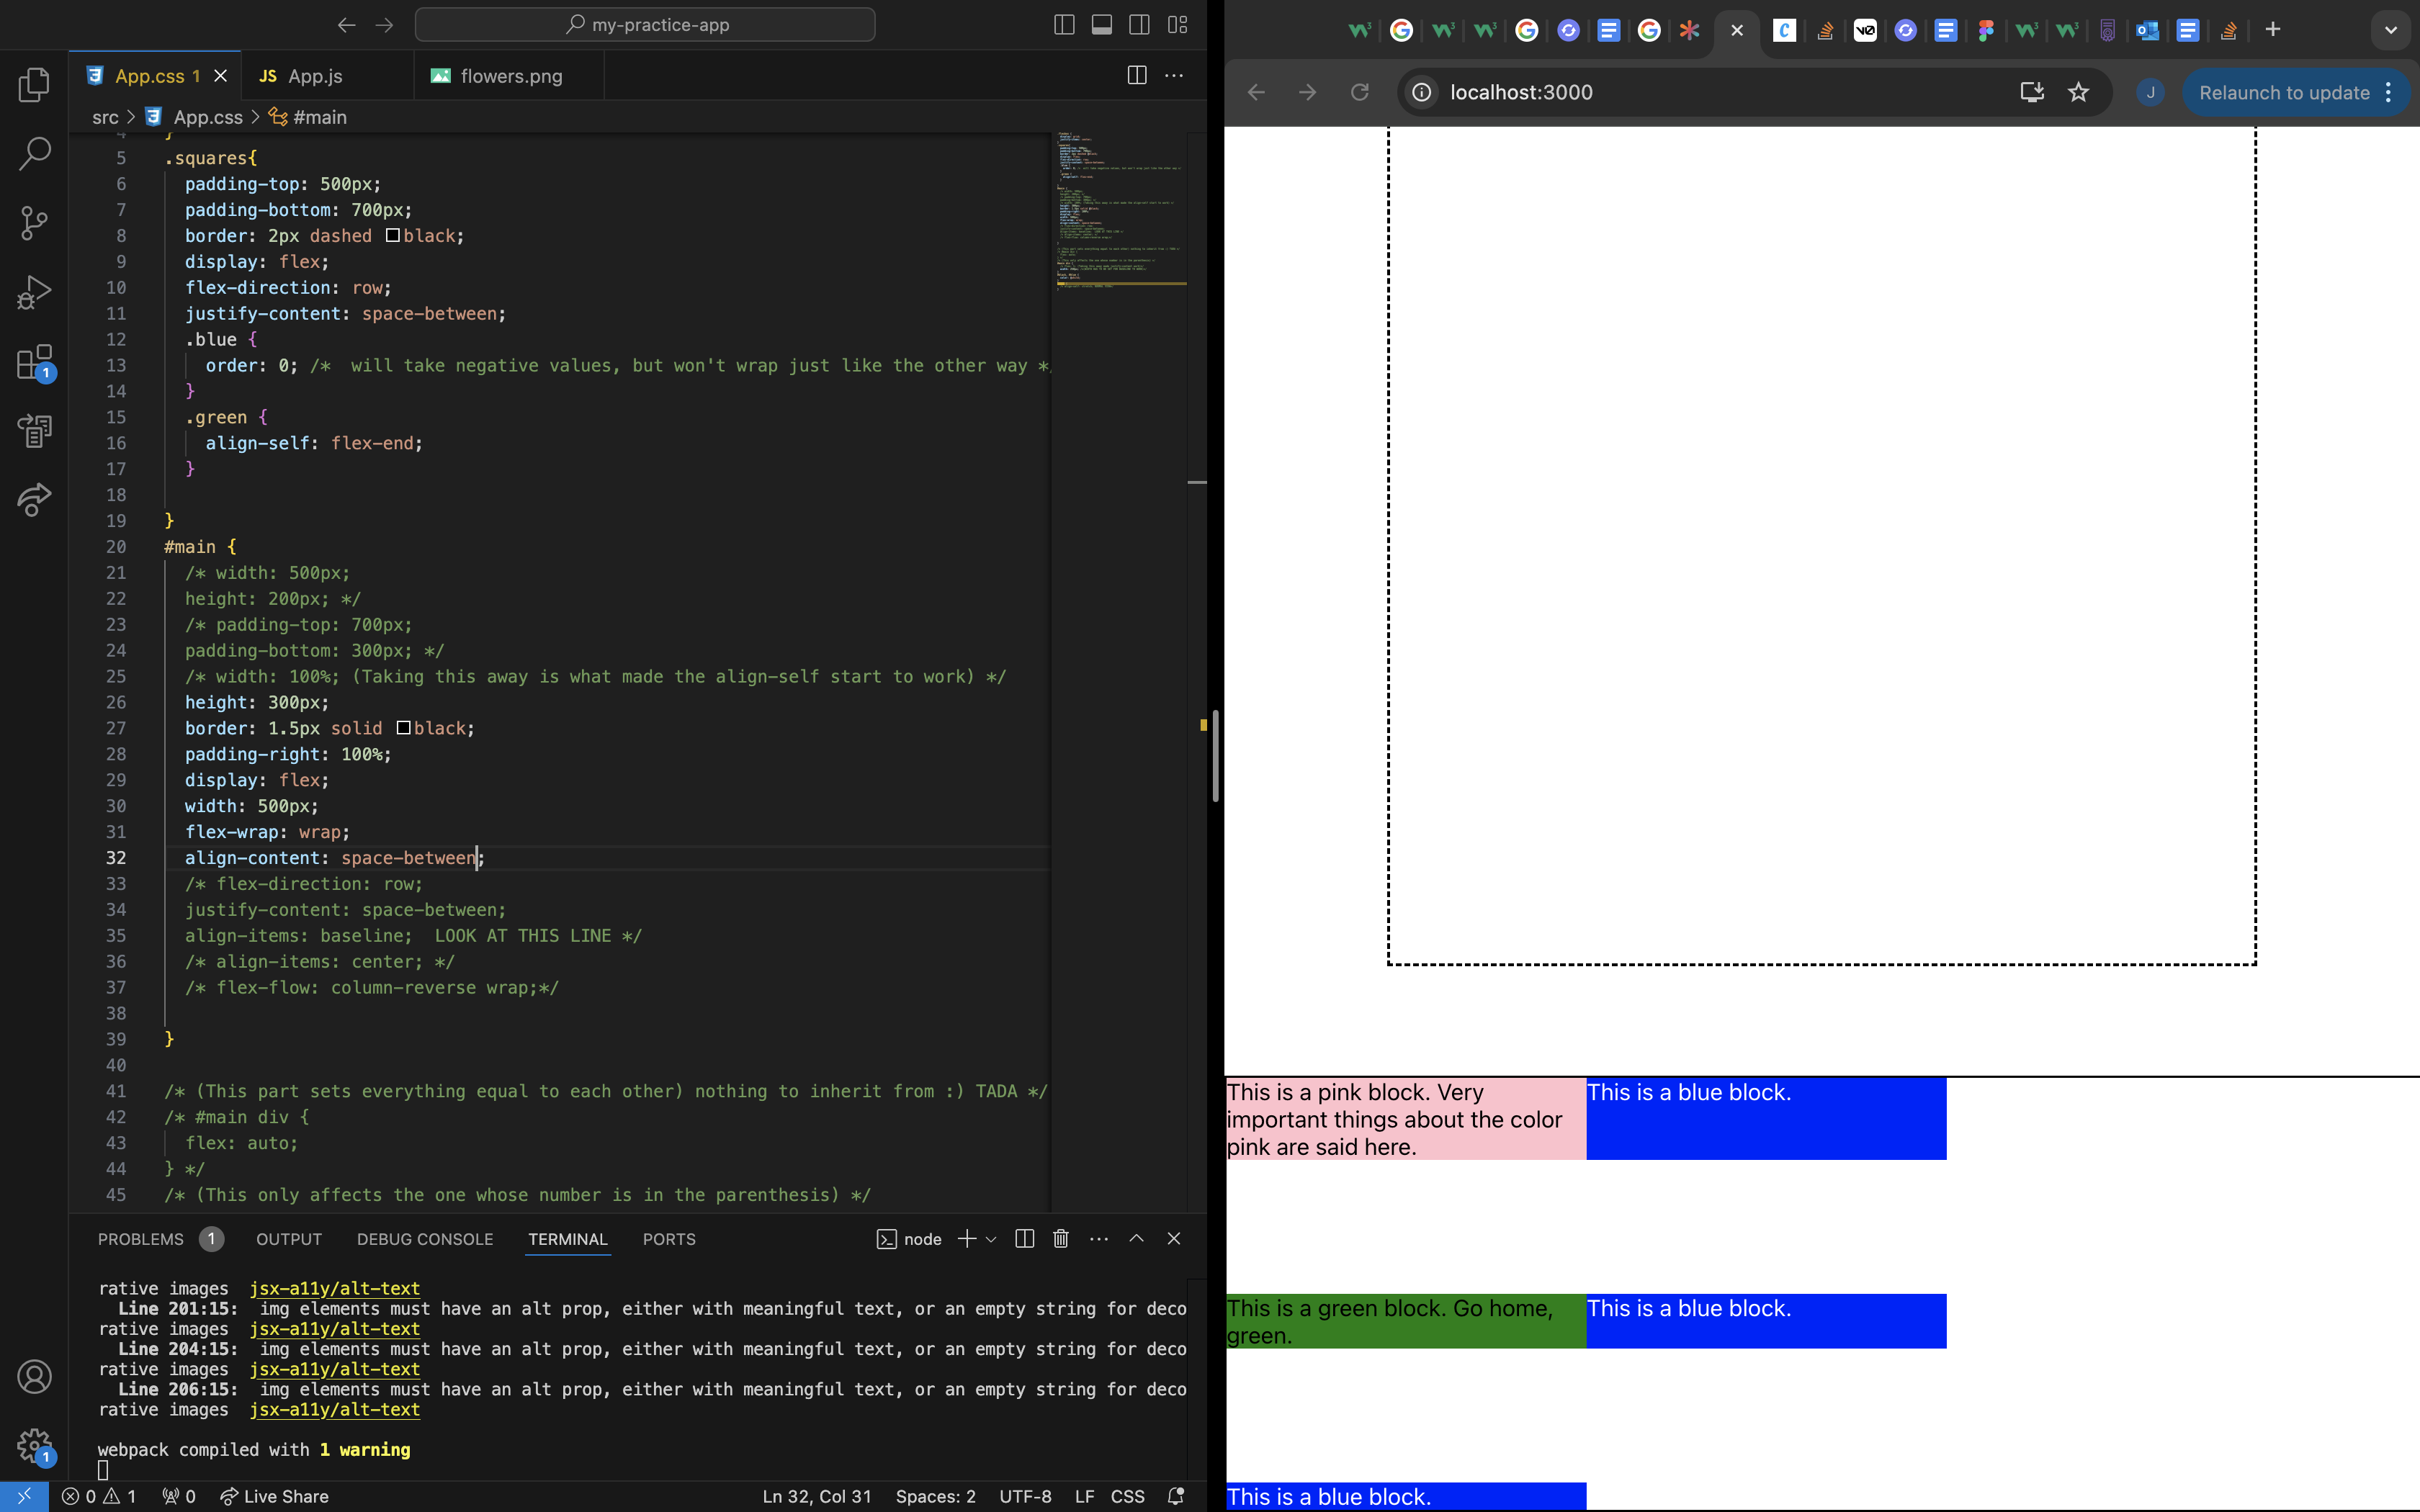 my-practice-app
App.css 1
JS App.js
flowers.png
src > App.css > #main
4 }
5 .squares{
6 padding-top: 500px;
7 padding-bottom: 700px;
8 border: 2px dashed black;
9 display: flex;
10 flex-direction: row;
11 justify-content: space-between;
12 .blue {
13 order: 0; /*  will take negative values, but won't wrap just like the other way *
14 }
15 .green {
16 align-self: flex-end;
17 }
18
19 }
20 #main {
21 /* width: 500px;
22 height: 200px; */
23 /* padding-top: 700px;
24 padding-bottom: 300px; */
25 /* width: 100%; (Taking this away is what made the align-self start to work) */
26 height: 300px;
27 border: 1.5px solid black;
28 padding-right: 100%;
29 display: flex;
30 width: 500px;
31 flex-wrap: wrap;
32 align-content: space-between;
33 /* flex-direction: row;
34 justify-content: space-between;
35 align-items: baseline;  LOOK AT THIS LINE */
36 /* align-items: center; */
37 /* flex-flow: column-reverse wrap;*/
38
39 }
40
41 /* (This part sets everything equal to each other) nothing to inherit from :) TADA */
42 /* #main div {
43 flex: auto;
44 } */
45 /* (This only affects the one whose number is in the parenthesis) */
PROBLEMS 1 OUTPUT DEBUG CONSOLE TERMINAL PORTS
node
rative images  jsx-a11y/alt-text
Line 201:15:  img elements must have an alt prop, either with meaningful text, or an empty string for deco
rative images  jsx-a11y/alt-text
Line 204:15:  img elements must have an alt prop, either with meaningful text, or an empty string for deco
rative images  jsx-a11y/alt-text
Line 206:15:  img elements must have an alt prop, either with meaningful text, or an empty string for deco
rative images  jsx-a11y/alt-text
webpack compiled with 1 warning
0 1 0 Live Share Ln 32, Col 31 Spaces: 2 UTF-8 LF CSS
1
1
localhost:3000
J
Relaunch to update
This is a pink block. Very
important things about the color
pink are said here.
This is a blue block.
This is a green block. Go home,
green.
This is a blue block.
This is a blue block.